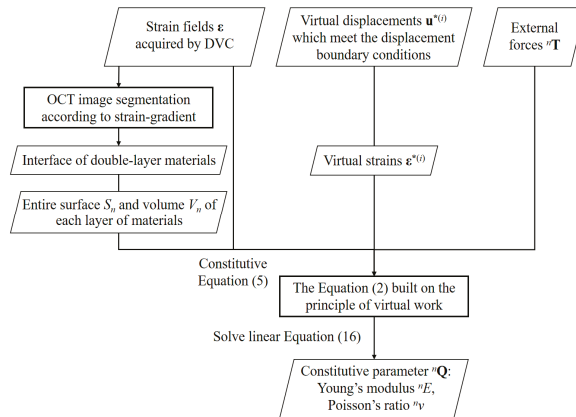 Strain fields ε
acquired by DVC
Virtual displacements u*(i)
which meet the displacement
boundary conditions
External
forces ⁿT
OCT image segmentation
according to strain-gradient
Interface of double-layer materials
Virtual strains ε*(i)
Entire surface Sₙ and volume Vₙ of
each layer of materials
Constitutive
Equation (5)
The Equation (2) built on the
principle of virtual work
Solve linear Equation (16)
Constitutive parameter ⁿQ:
Young's modulus ⁿE,
Poisson's ratio ⁿv